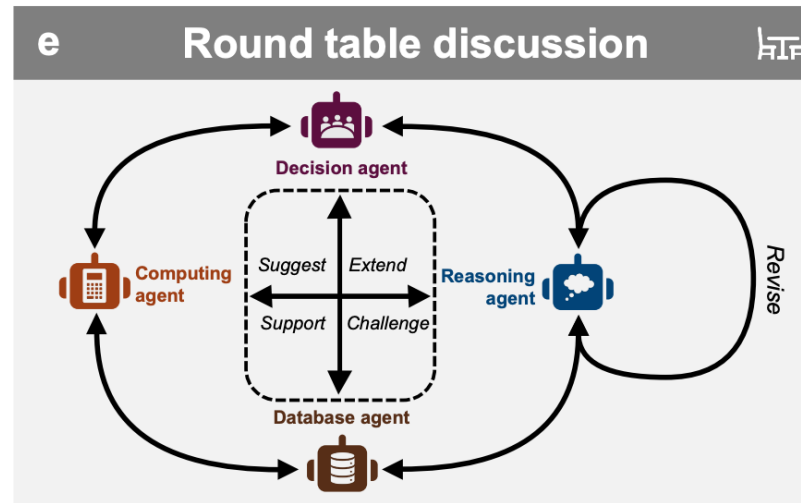 e
Round table discussion
Decision agent
Computing
agent
Suggest
Extend
Support
Challenge
Reasoning
agent
Revise
Database agent